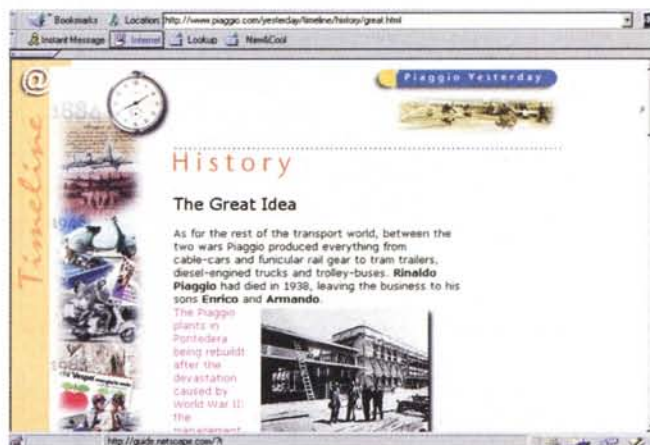 Bookmarks Location: http://www.piaggio.com/yesterday/timeline/history/great.html
Instant Message Internet Lookup New&Cool
Piaggio Yesterday
Timeline
1884
1946
History
The Great Idea
As for the rest of the transport world, between the
two wars Piaggio produced everything from
cable-cars and funicular rail gear to tram trailers,
diesel-engined trucks and trolley-buses. Rinaldo
Piaggio had died in 1938, leaving the business to his
sons Enrico and Armando.
The Piaggio
plants in
Pontedera
being rebuilt
after the
devastation
caused by
World War II:
the
management
http://guide.netscape.com/